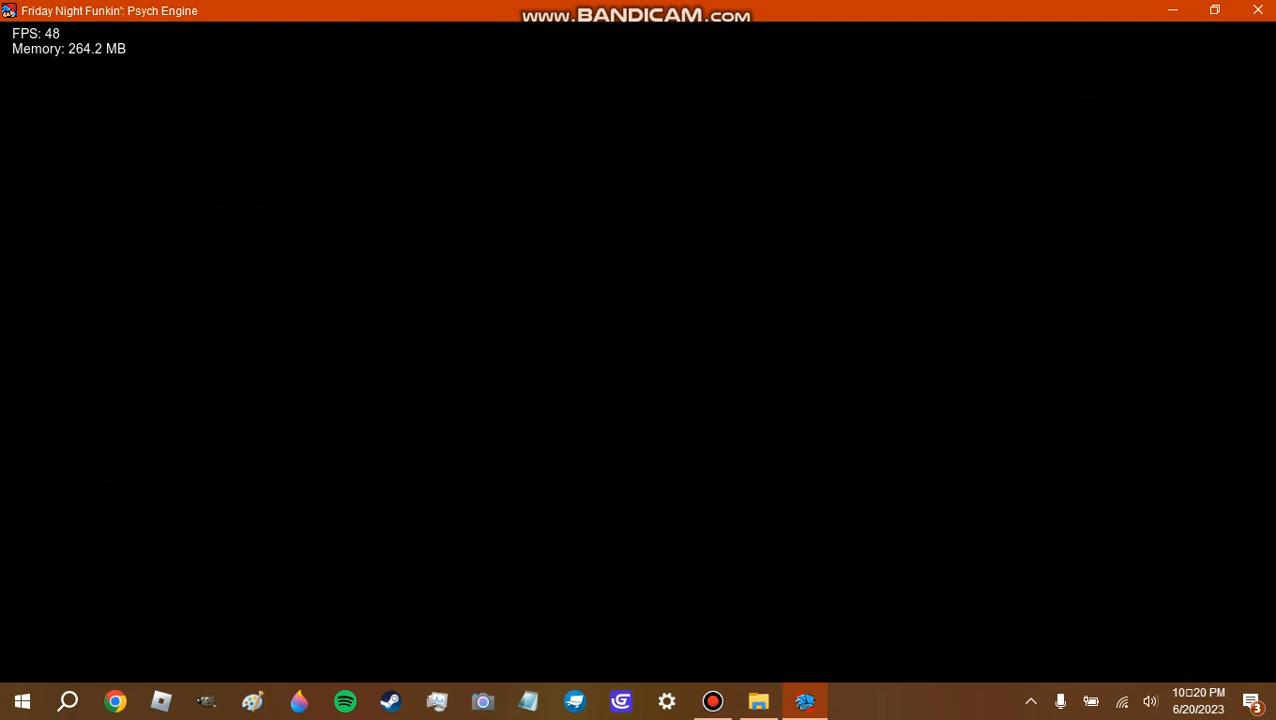 Friday Night Funkin': Psych Engine
www.BANDICAM.COM
FPS: 48
Memory: 264.2 MB
10□20 PM
6/20/2023
3